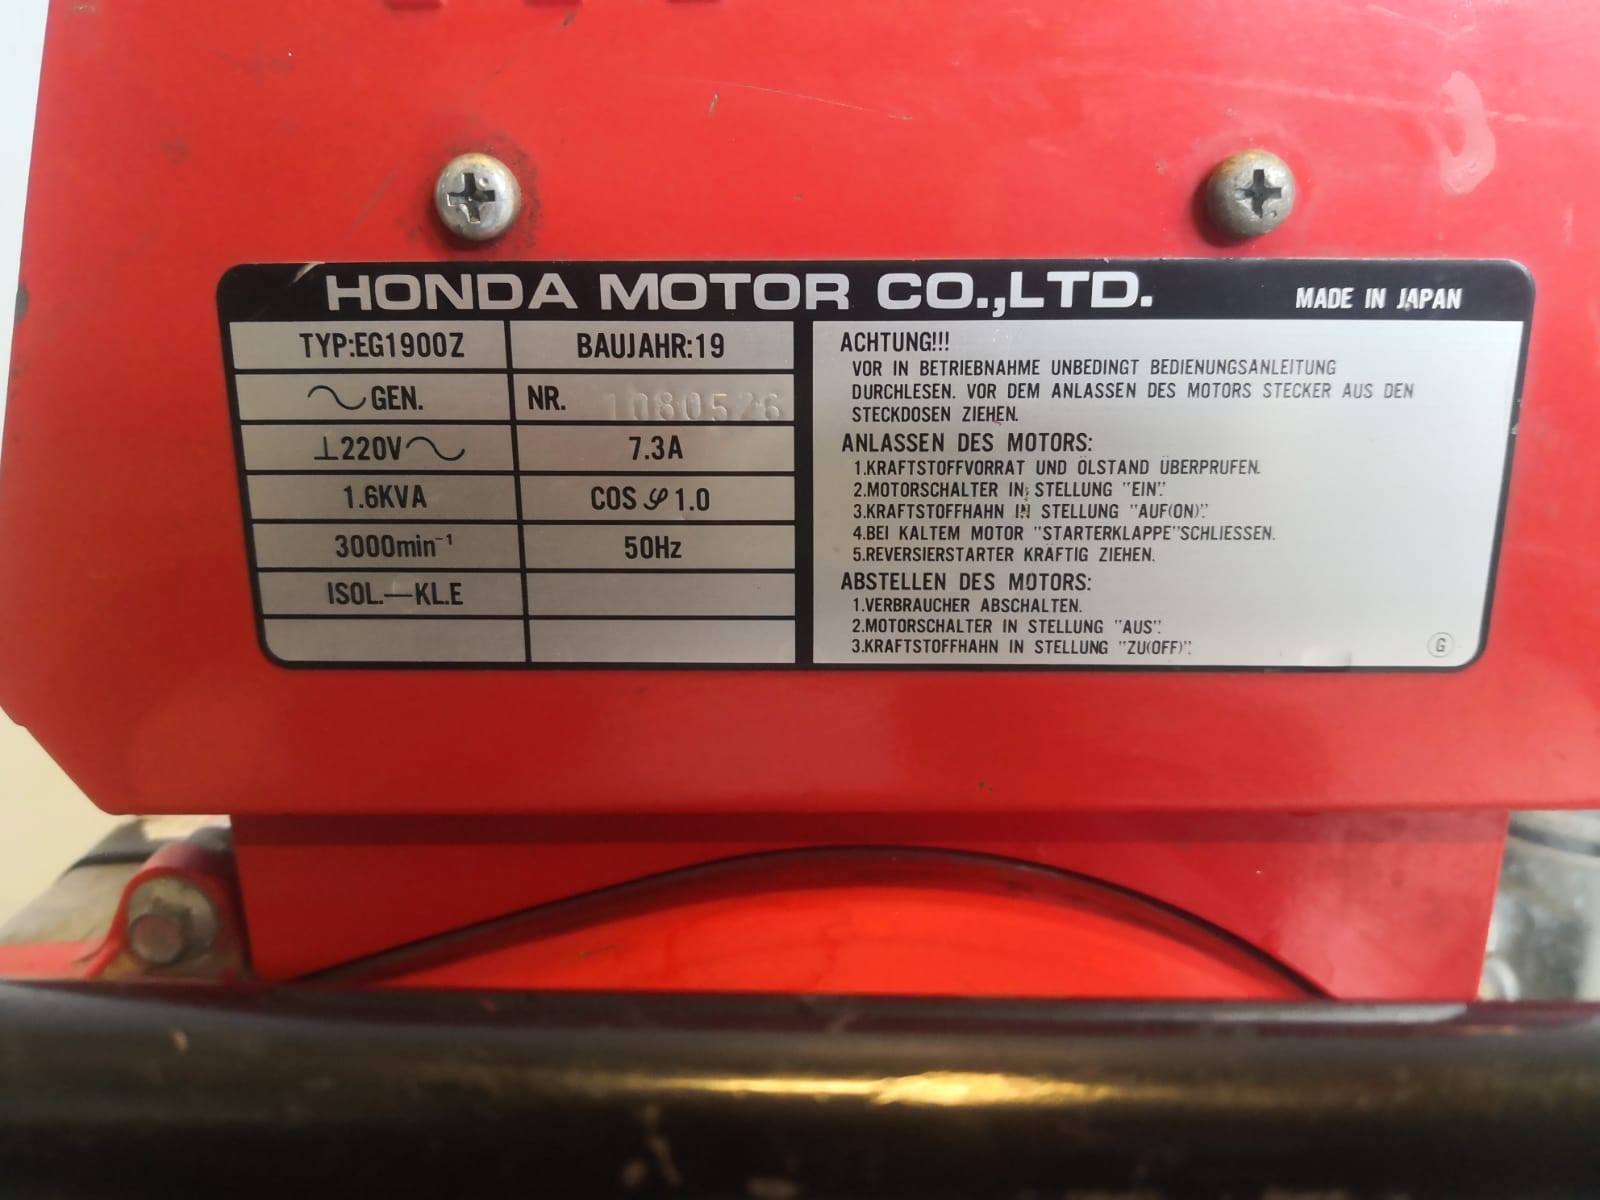 HONDA MOTOR CO.,LTD.
MADE IN JAPAN
TYP:EG1900Z
BAUJAHR:19
GEN.
NR. 1080526
⊥220V～
7.3A
1.6KVA
COS φ 1.0
3000min⁻¹
50Hz
ISOL.—KL.E
ACHTUNG!!!
VOR IN BETRIEBNAHME UNBEDINGT BEDIENUNGSANLEITUNG
DURCHLESEN. VOR DEM ANLASSEN DES MOTORS STECKER AUS DEN
STECKDOSEN ZIEHEN.
ANLASSEN DES MOTORS:
1.KRAFTSTOFFVORRAT UND ÖLSTAND ÜBERPRUFEN.
2.MOTORSCHALTER IN STELLUNG "EIN".
3.KRAFTSTOFFHAHN IN STELLUNG "AUF(ON)".
4.BEI KALTEM MOTOR "STARTERKLAPPE"SCHLIESSEN.
5.REVERSIERSTARTER KRÄFTIG ZIEHEN.
ABSTELLEN DES MOTORS:
1.VERBRAUCHER ABSCHALTEN.
2.MOTORSCHALTER IN STELLUNG "AUS".
3.KRAFTSTOFFHAHN IN STELLUNG "ZU(OFF)".
G